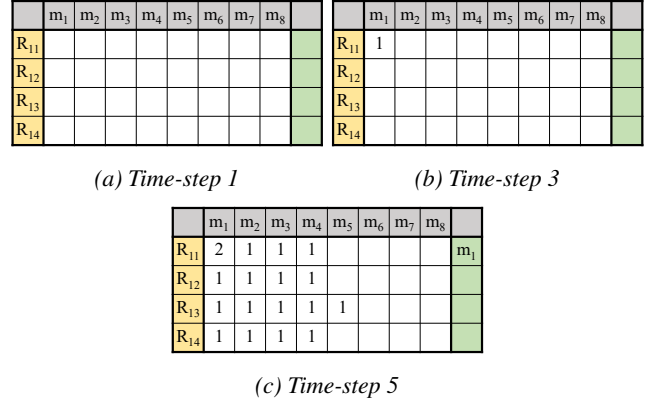 m₁ m₂ m₃ m₄ m₅ m₆ m₇ m₈
R₁₁
R₁₂
R₁₃
R₁₄
(a) Time-step 1
m₁ m₂ m₃ m₄ m₅ m₆ m₇ m₈
R₁₁ 1
R₁₂
R₁₃
R₁₄
(b) Time-step 3
m₁ m₂ m₃ m₄ m₅ m₆ m₇ m₈
R₁₁ 2 1 1 1 m₁
R₁₂ 1 1 1 1
R₁₃ 1 1 1 1 1
R₁₄ 1 1 1 1
(c) Time-step 5